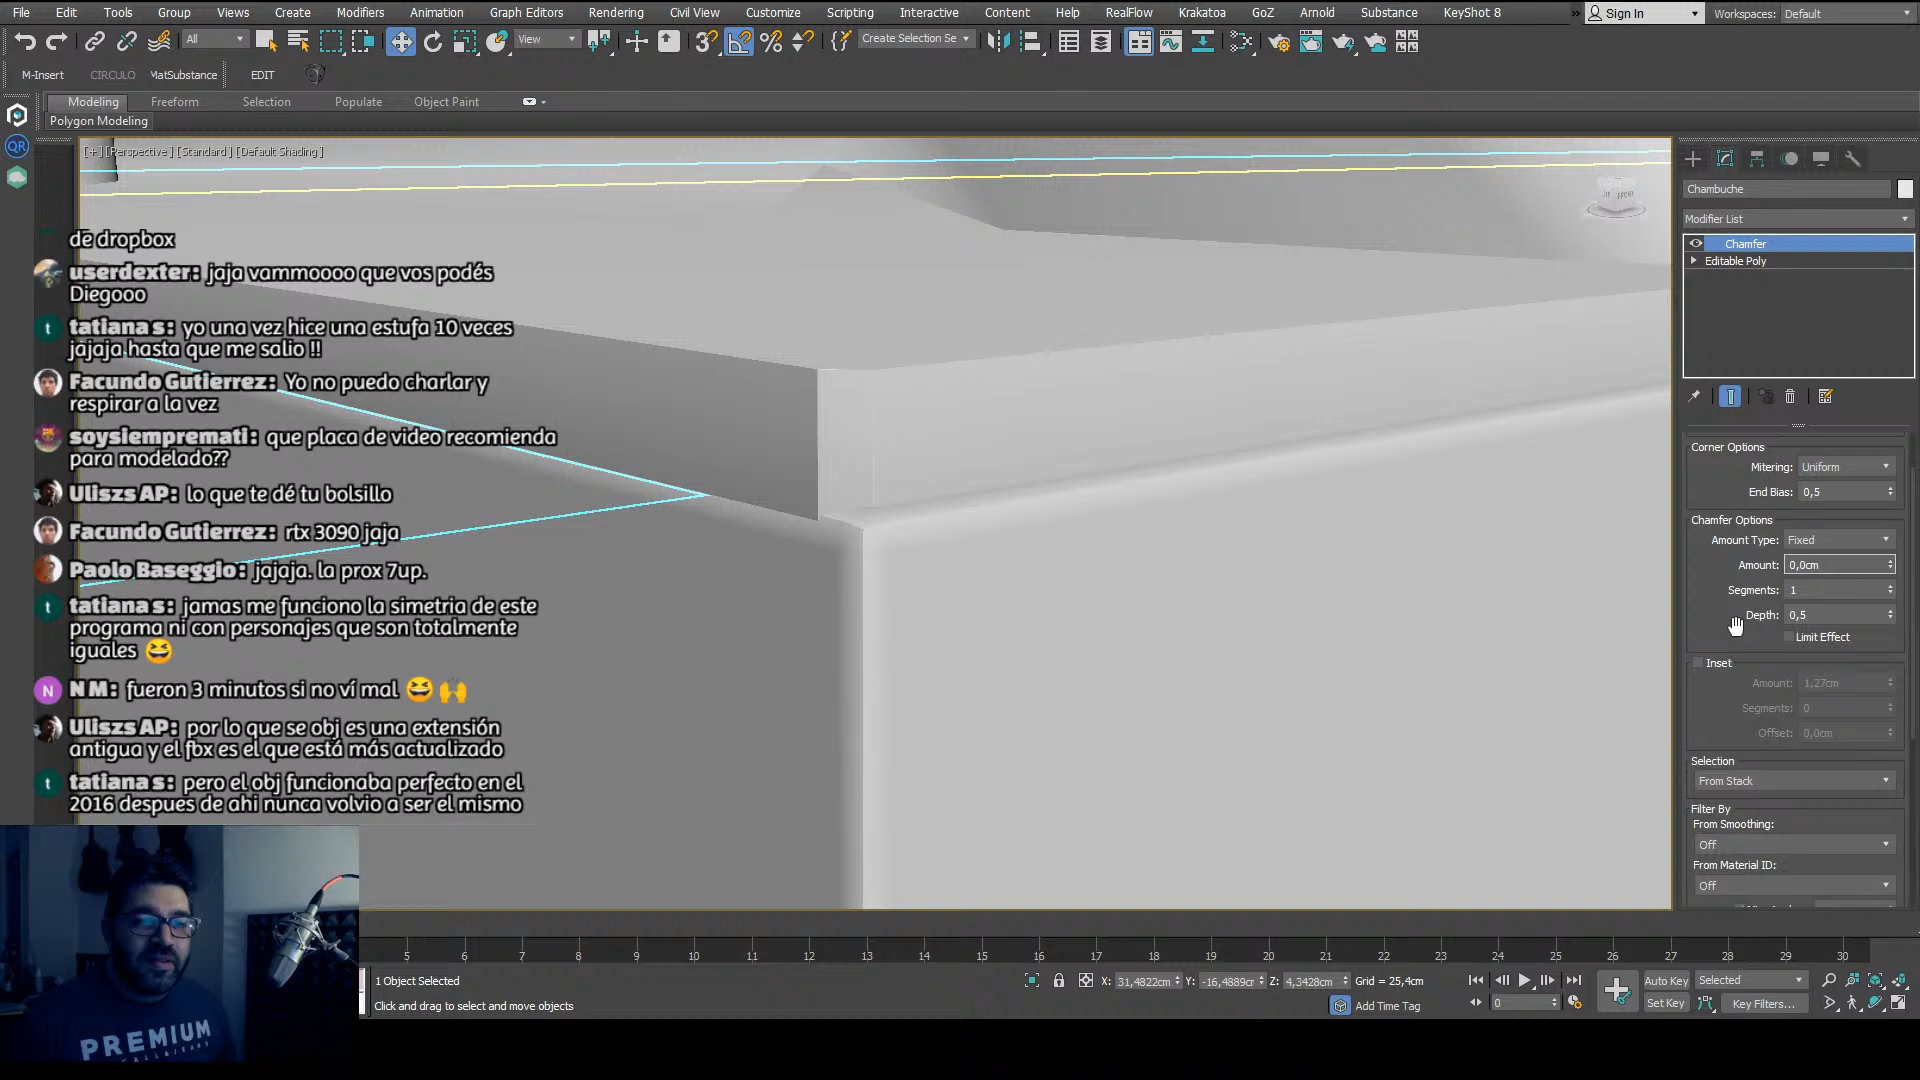 File Edit Tools Group Views Create Modifiers Animation Graph Editors Rendering Civil View Customize Scripting Interactive Content Help RealFlow Krakatoa GoZ Arnold Substance KeyShot 8 » Sign In Workspaces: Default
All View Create Selection Se
M-Insert CIRCULO MatSubstance EDIT
Modeling Freeform Selection Populate Object Paint
Polygon Modeling
[+] [Perspective] [Standard] [Default Shading]
FRONT
de dropbox
userdexter: jaja vammoooo que vos podés
Diegooo
tatiana s: yo una vez hice una estufa 10 veces
jajaja hasta que me salio !!
Facundo Gutierrez: Yo no puedo charlar y
respirar a la vez
soysiemprematí: que placa de video recomienda
para modelado??
Uliszs AP: lo que te dé tu bolsillo
Facundo Gutierrez: rtx 3090 jaja
Paolo Baseggio: jajaja. la prox 7up.
tatiana s: jamas me funciono la simetria de este
programa ni con personajes que son totalmente
iguales 😆
N M: fueron 3 minutos si no ví mal 😆 🙌
Uliszs AP: por lo que se obj es una extensión
antigua y el fbx es el que está más actualizado
tatiana s: pero el obj funcionaba perfecto en el
2016 despues de ahi nunca volvio a ser el mismo
PREMIUM
Chambuche
Modifier List
Chamfer
Editable Poly
Corner Options
Mitering: Uniform
End Bias: 0,5
Chamfer Options
Amount Type: Fixed
Amount: 0,0cm
Segments: 1
Depth: 0,5
Limit Effect
Inset
Amount: 1,27cm
Segments: 0
Offset: 0,0cm
Selection
From Stack
Filter By
From Smoothing:
Off
From Material ID:
Off
5 6 7 8 9 10 11 12 13 14 15 16 17 18 19 20 21 22 23 24 25 26 27 28 29 30
1 Object Selected X: 31,4822cm Y: -16,4889cr Z: 4,3428cm Grid = 25,4cm Auto Key Selected
Click and drag to select and move objects Add Time Tag 0 Set Key Key Filters...